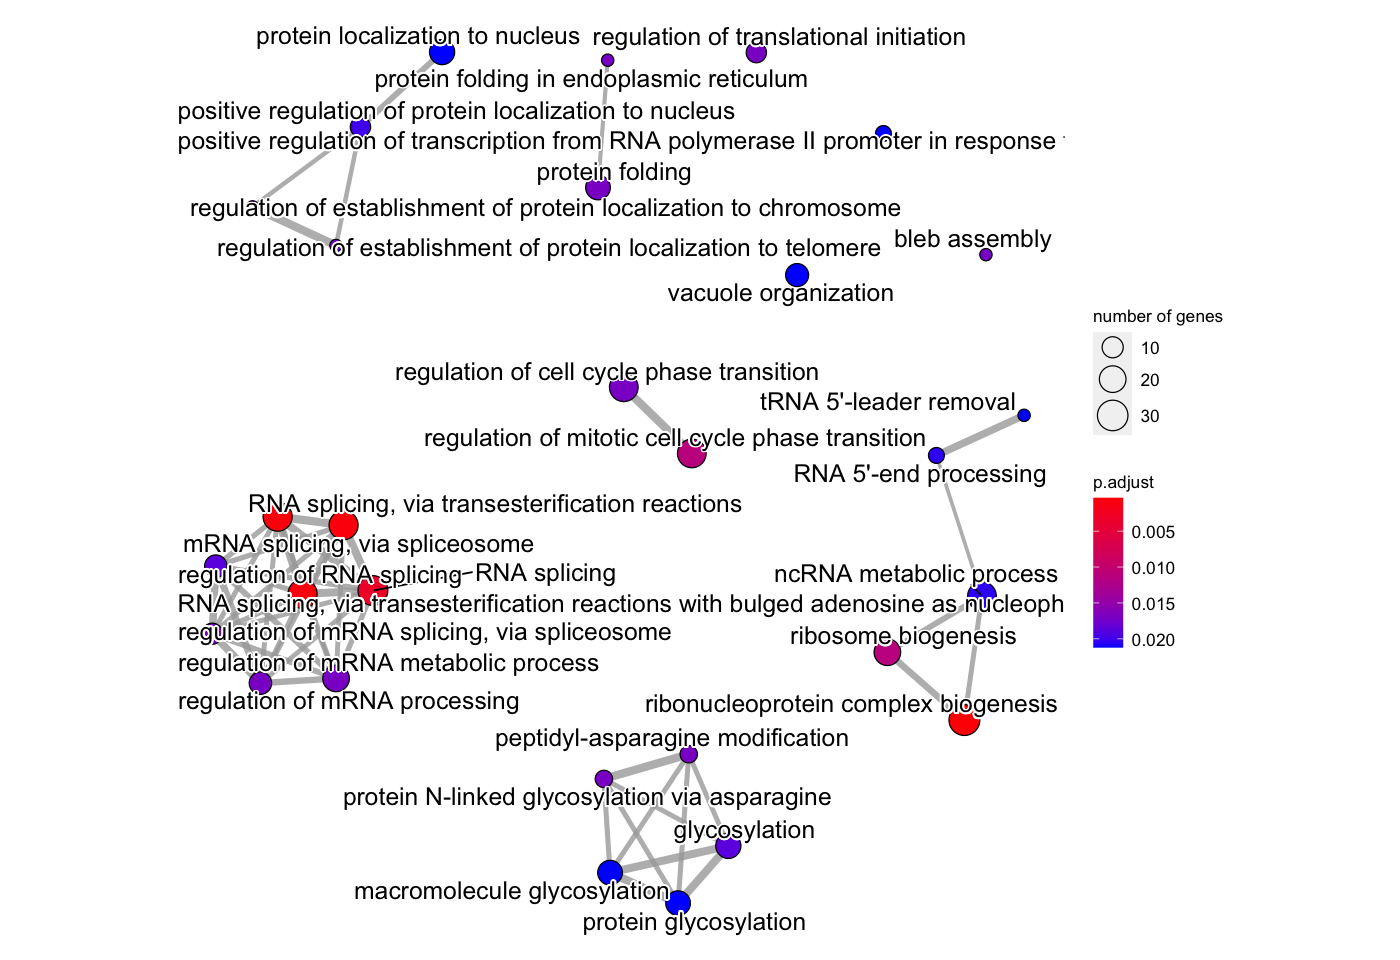 protein localization to nucleus
regulation of translational initiation
protein folding in endoplasmic reticulum
positive regulation of protein localization to nucleus
positive regulation of transcription from RNA polymerase II promoter in response
protein folding
regulation of establishment of protein localization to chromosome
bleb assembly
regulation of establishment of protein localization to telomere
vacuole organization
regulation of cell cycle phase transition
tRNA 5'-leader removal
regulation of mitotic cell cycle phase transition
RNA 5'-end processing
RNA splicing, via transesterification reactions
mRNA splicing, via spliceosome
regulation of RNA splicing
RNA splicing
ncRNA metabolic process
RNA splicing, via transesterification reactions with bulged adenosine as nucleoph
regulation of mRNA splicing, via spliceosome
ribosome biogenesis
regulation of mRNA metabolic process
regulation of mRNA processing
ribonucleoprotein complex biogenesis
peptidyl-asparagine modification
protein N-linked glycosylation via asparagine
glycosylation
macromolecule glycosylation
protein glycosylation
number of genes
10
20
30
p.adjust
0.005
0.010
0.015
0.020